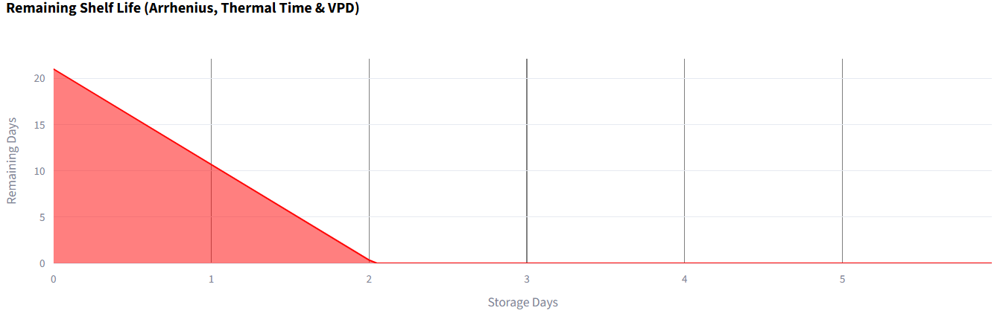 Remaining Shelf Life (Arrhenius, Thermal Time & VPD)
Remaining Days
20
15
10
5
0
0 1 2 3 4 5
Storage Days